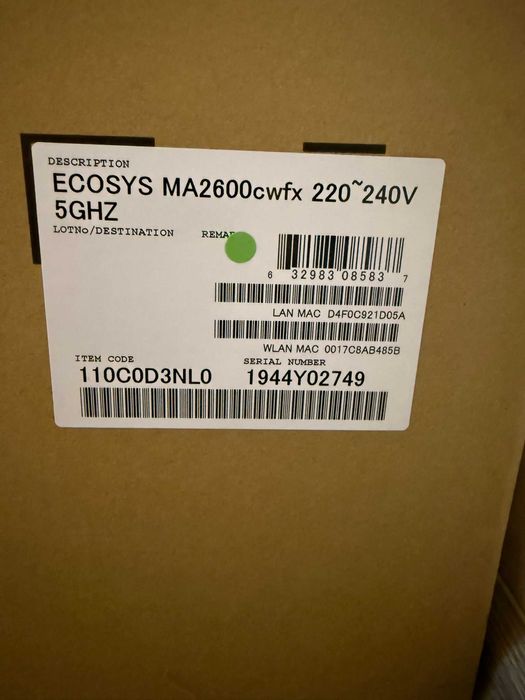 DESCRIPTION
ECOSYS MA2600cwfx 220~240V
5GHZ
LOTNo/DESTINATION
6 32983 08583 7
LAN MAC D4F0C921D05A
WLAN MAC 0017C8AB485B
ITEM CODE SERIAL NUMBER
110C0D3NL0 1944Y02749